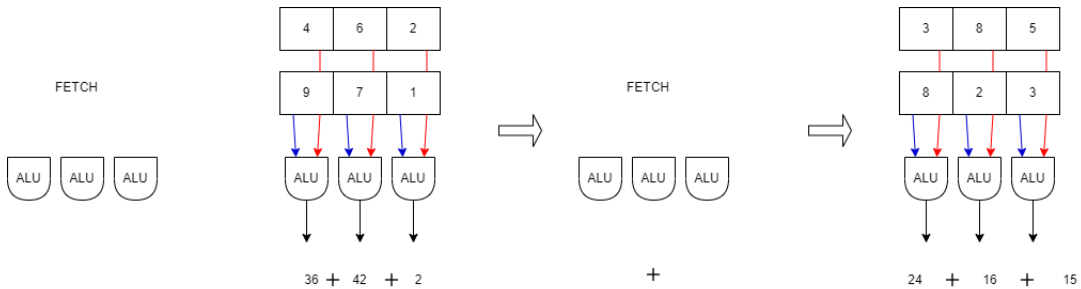 4 6 2
3 8 5
FETCH
9 7 1
FETCH
8 2 3
ALU ALU ALU
ALU ALU ALU
ALU ALU ALU
ALU ALU ALU
36 + 42 + 2
+
24 + 16 + 15